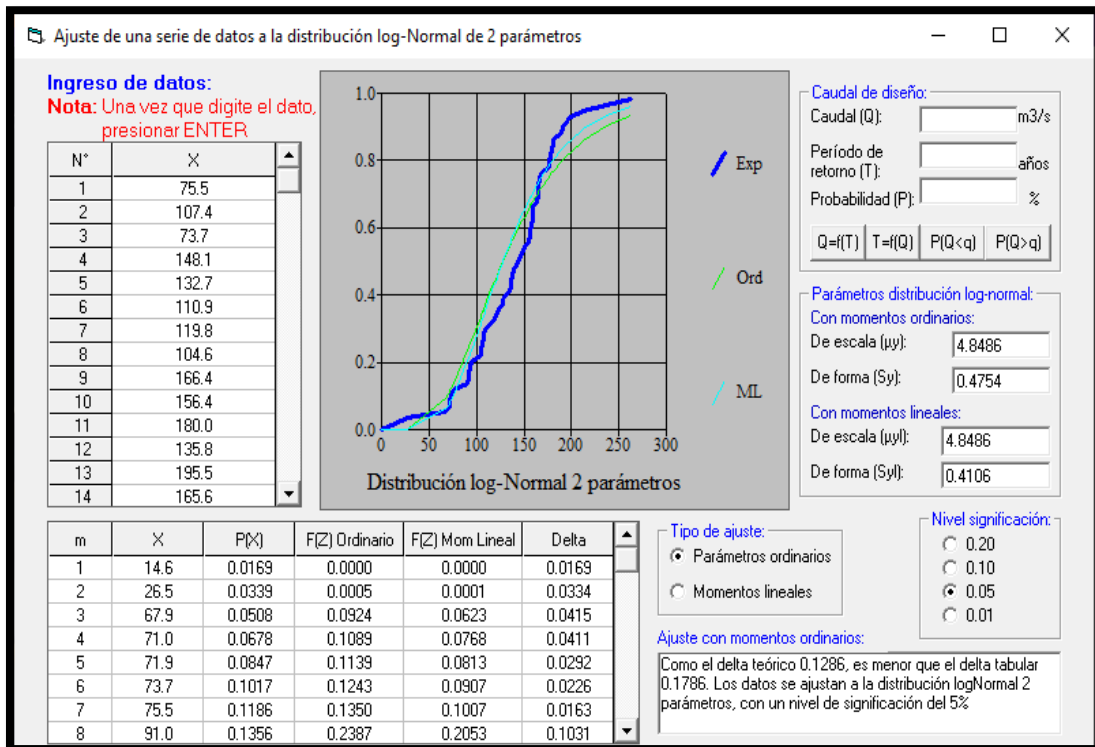 Ajuste de una serie de datos a la distribución log-Normal de 2 parámetros
Ingreso de datos:
Nota: Una vez que digite el dato,
presionar ENTER
N° X
1 75.5
2 107.4
3 73.7
4 148.1
5 132.7
6 110.9
7 119.8
8 104.6
9 166.4
10 156.4
11 180.0
12 135.8
13 195.5
14 165.6
1.0
0.8
0.6
0.4
0.2
0.0
0 50 100 150 200 250 300
Exp
Ord
ML
Distribución log-Normal 2 parámetros
Caudal de diseño:
Caudal (Q): m3/s
Período de
retorno (T): años
Probabilidad (P): %
Q=f(T) T=f(Q) P(Q<q) P(Q>q)
Parámetros distribución log-normal:
Con momentos ordinarios:
De escala (µy): 4.8486
De forma (Sy): 0.4754
Con momentos lineales:
De escala (µyl): 4.8486
De forma (Syl): 0.4106
m X P(X) F(Z) Ordinario F(Z) Mom Lineal Delta
1 14.6 0.0169 0.0000 0.0000 0.0169
2 26.5 0.0339 0.0005 0.0001 0.0334
3 67.9 0.0508 0.0924 0.0623 0.0415
4 71.0 0.0678 0.1089 0.0768 0.0411
5 71.9 0.0847 0.1139 0.0813 0.0292
6 73.7 0.1017 0.1243 0.0907 0.0226
7 75.5 0.1186 0.1350 0.1007 0.0163
8 91.0 0.1356 0.2387 0.2053 0.1031
Tipo de ajuste:
Parámetros ordinarios
Momentos lineales
Nivel significación:
0.20
0.10
0.05
0.01
Ajuste con momentos ordinarios:
Como el delta teórico 0.1286, es menor que el delta tabular
0.1786. Los datos se ajustan a la distribución logNormal 2
parámetros, con un nivel de significación del 5%